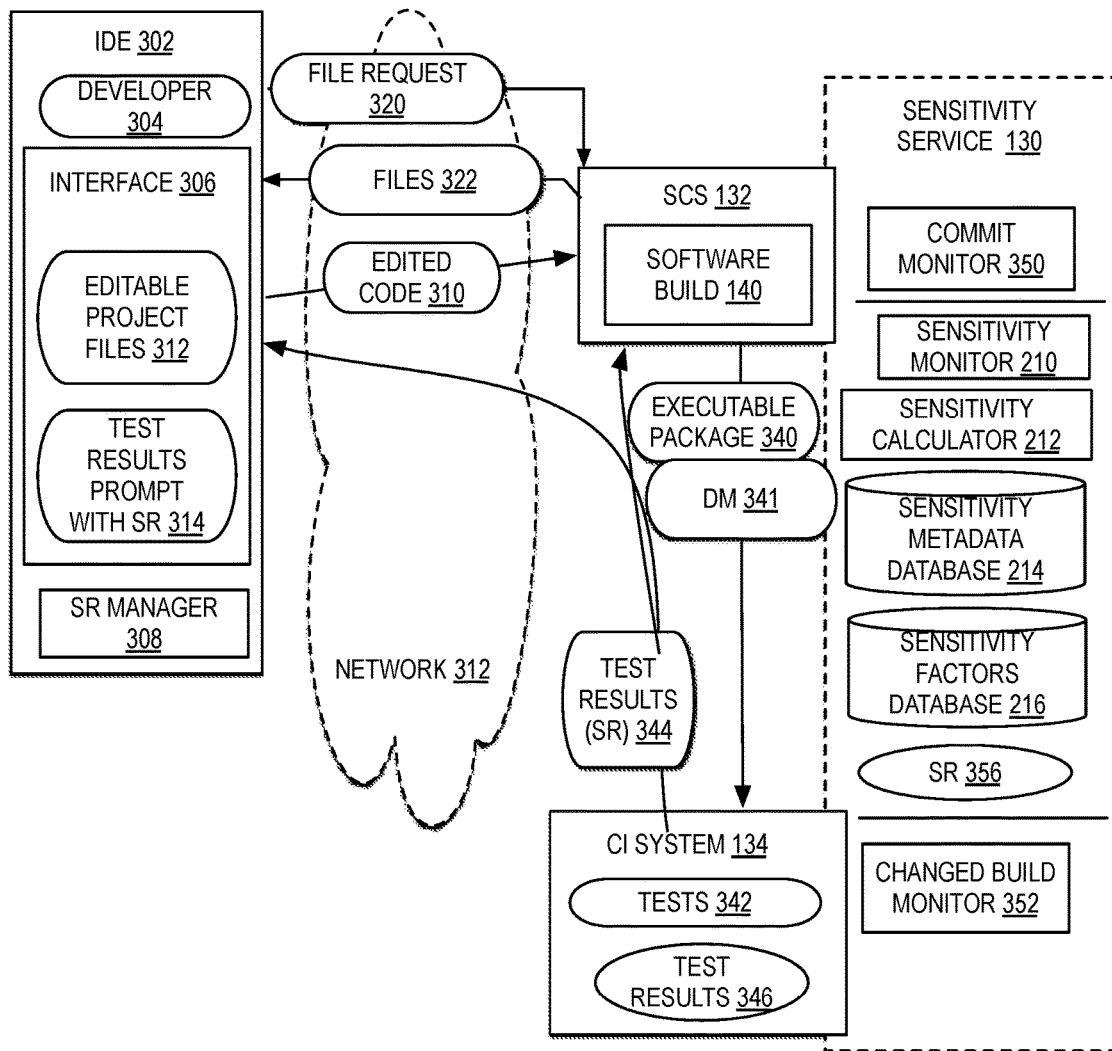 IDE 302
DEVELOPER
304
INTERFACE 306
EDITABLE
PROJECT
FILES 312
TEST
RESULTS
PROMPT
WITH SR 314
SR MANAGER
308
FILE REQUEST
320
FILES 322
EDITED
CODE 310
NETWORK 312
SCS 132
SOFTWARE
BUILD 140
EXECUTABLE
PACKAGE 340
DM 341
TEST
RESULTS
(SR) 344
CI SYSTEM 134
TESTS 342
TEST
RESULTS 346
SENSITIVITY
SERVICE 130
COMMIT
MONITOR 350
SENSITIVITY
MONITOR 210
SENSITIVITY
CALCULATOR 212
SENSITIVITY
METADATA
DATABASE 214
SENSITIVITY
FACTORS
DATABASE 216
SR 356
CHANGED BUILD
MONITOR 352